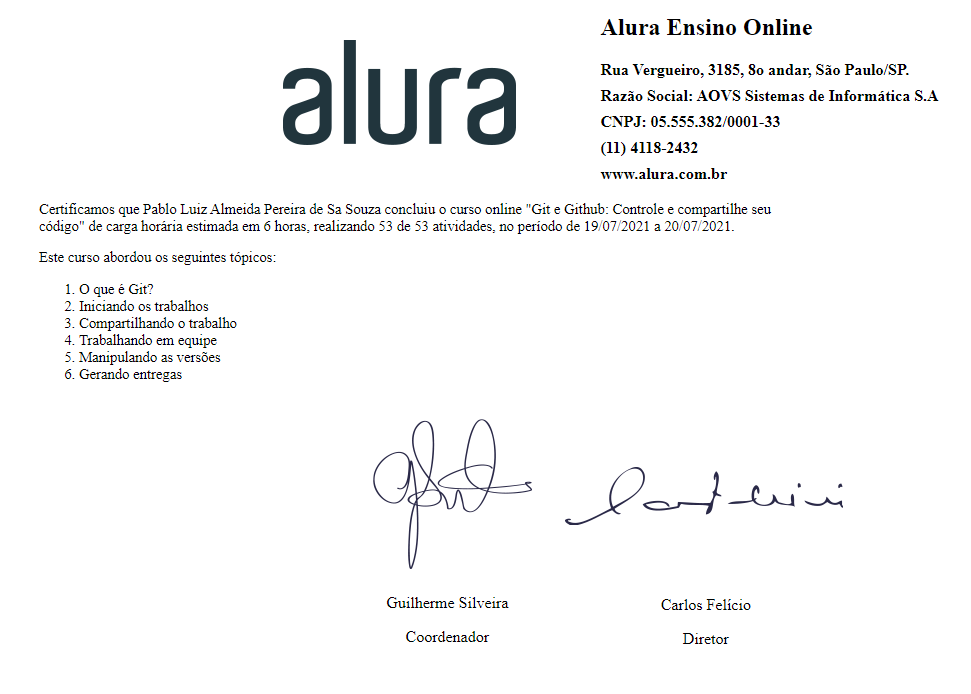 alura
Alura Ensino Online
Rua Vergueiro, 3185, 8o andar, São Paulo/SP.
Razão Social: AOVS Sistemas de Informática S.A
CNPJ: 05.555.382/0001-33
(11) 4118-2432
www.alura.com.br
Certificamos que Pablo Luiz Almeida Pereira de Sa Souza concluiu o curso online "Git e Github: Controle e compartilhe seu
código" de carga horária estimada em 6 horas, realizando 53 de 53 atividades, no período de 19/07/2021 a 20/07/2021.
Este curso abordou os seguintes tópicos:
1. O que é Git?
2. Iniciando os trabalhos
3. Compartilhando o trabalho
4. Trabalhando em equipe
5. Manipulando as versões
6. Gerando entregas
Guilherme Silveira
Coordenador
Carlos Felício
Diretor